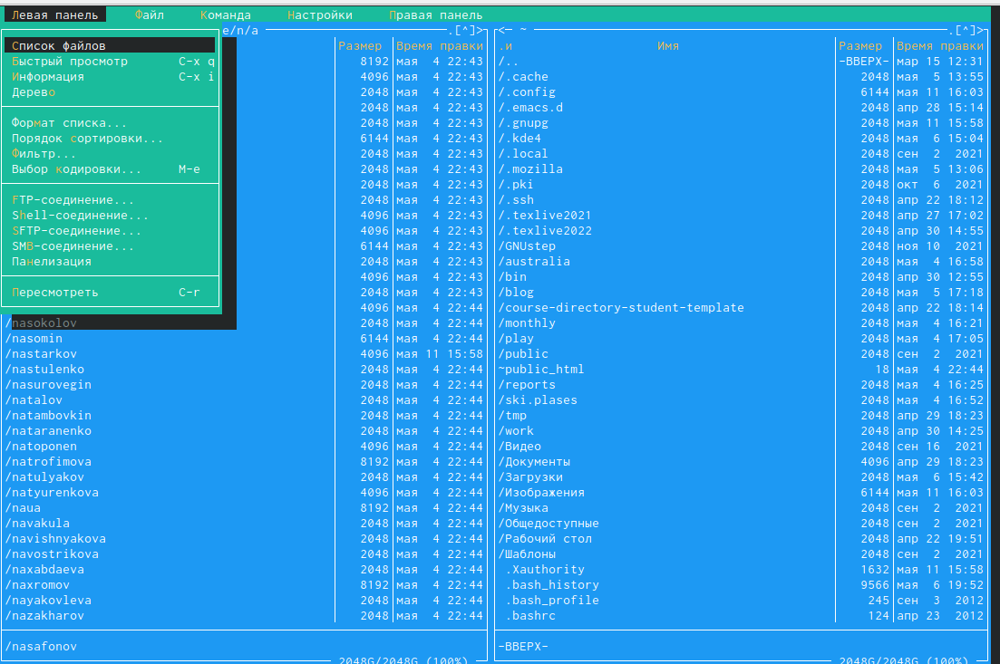 Левая панель Файл Команда Настройки Правая панель
e/n/a .[^]> <— ~ .[^]>
Список файлов Размер Время правки .и Имя Размер Время правки
Быстрый просмотр C-x q 8192 мая 4 22:43 /.. -ВВЕРХ- мар 15 12:31
Информация C-x i 4096 мая 4 22:43 /.cache 2048 мая 5 13:55
Дерево 2048 мая 4 22:43 /.config 6144 мая 11 16:03
2048 мая 4 22:43 /.emacs.d 2048 апр 28 15:14
Формат списка... 2048 мая 4 22:43 /.gnupg 2048 мая 11 15:58
Порядок сортировки... 6144 мая 4 22:43 /.kde4 2048 мая 6 15:04
Фильтр... 2048 мая 4 22:43 /.local 2048 сен 2 2021
Выбор кодировки... M-e 2048 мая 4 22:43 /.mozilla 2048 мая 5 13:06
2048 мая 4 22:43 /.pki 2048 окт 6 2021
FTP-соединение... 2048 мая 4 22:43 /.ssh 2048 апр 22 18:12
Shell-соединение... 4096 мая 4 22:43 /.texlive2021 2048 апр 27 17:02
SFTP-соединение... 4096 мая 4 22:43 /.texlive2022 2048 апр 30 14:55
SMB-соединение... 6144 мая 4 22:43 /GNUstep 2048 ноя 10 2021
Панелизация 2048 мая 4 22:43 /australia 2048 мая 4 16:58
4096 мая 4 22:43 /bin 2048 апр 30 12:55
Пересмотреть C-r 2048 мая 4 22:43 /blog 2048 мая 5 17:18
4096 мая 4 22:44 /course-directory-student-template 2048 апр 22 18:14
/nasokolov 2048 мая 4 22:44 /monthly 2048 мая 4 16:21
/nasomin 6144 мая 4 22:44 /play 2048 мая 4 17:05
/nastarkov 4096 мая 11 15:58 /public 2048 сен 2 2021
/nastulenko 2048 мая 4 22:44 ~public_html 18 мая 4 22:44
/nasurovegin 2048 мая 4 22:44 /reports 2048 мая 4 16:25
/natalov 2048 мая 4 22:44 /ski.plases 2048 мая 4 16:52
/natambovkin 2048 мая 4 22:44 /tmp 2048 апр 29 18:23
/nataranenko 2048 мая 4 22:44 /work 2048 апр 30 14:25
/natoponen 4096 мая 4 22:44 /Видео 2048 сен 16 2021
/natrofimova 8192 мая 4 22:44 /Документы 4096 апр 29 18:23
/natulyakov 2048 мая 4 22:44 /Загрузки 2048 мая 6 15:42
/natyurenkova 4096 мая 4 22:44 /Изображения 6144 мая 11 16:03
/naua 8192 мая 4 22:44 /Музыка 2048 сен 2 2021
/navakula 2048 мая 4 22:44 /Общедоступные 2048 сен 2 2021
/navishnyakova 2048 мая 4 22:44 /Рабочий стол 2048 апр 22 19:51
/navostrikova 2048 мая 4 22:44 /Шаблоны 2048 сен 2 2021
/naxabdaeva 2048 мая 4 22:44 .Xauthority 1632 мая 11 15:58
/naxromov 8192 мая 4 22:44 .bash_history 9566 мая 6 19:52
/nayakovleva 2048 мая 4 22:44 .bash_profile 245 сен 3 2012
/nazakharov 2048 мая 4 22:44 .bashrc 124 апр 23 2012
/nasafonov -ВВЕРХ-
2048G/2048G (100%) 2048G/2048G (100%)